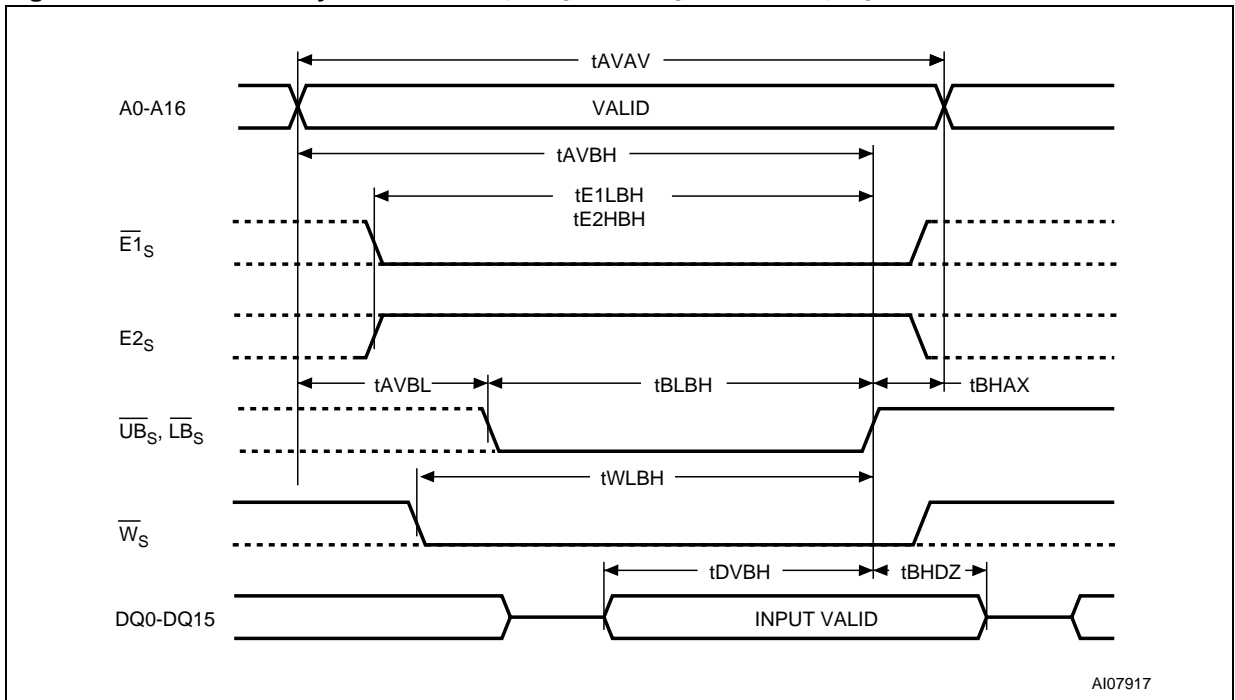 tAVAV
A0-A16
VALID
tAVBH
tE1LBH
tE2HBH
E1S
E2S
tAVBL
tBLBH
tBHAX
UBS, LBS
tWLBH
WS
tDVBH
tBHDZ
DQ0-DQ15
INPUT VALID
AI07917